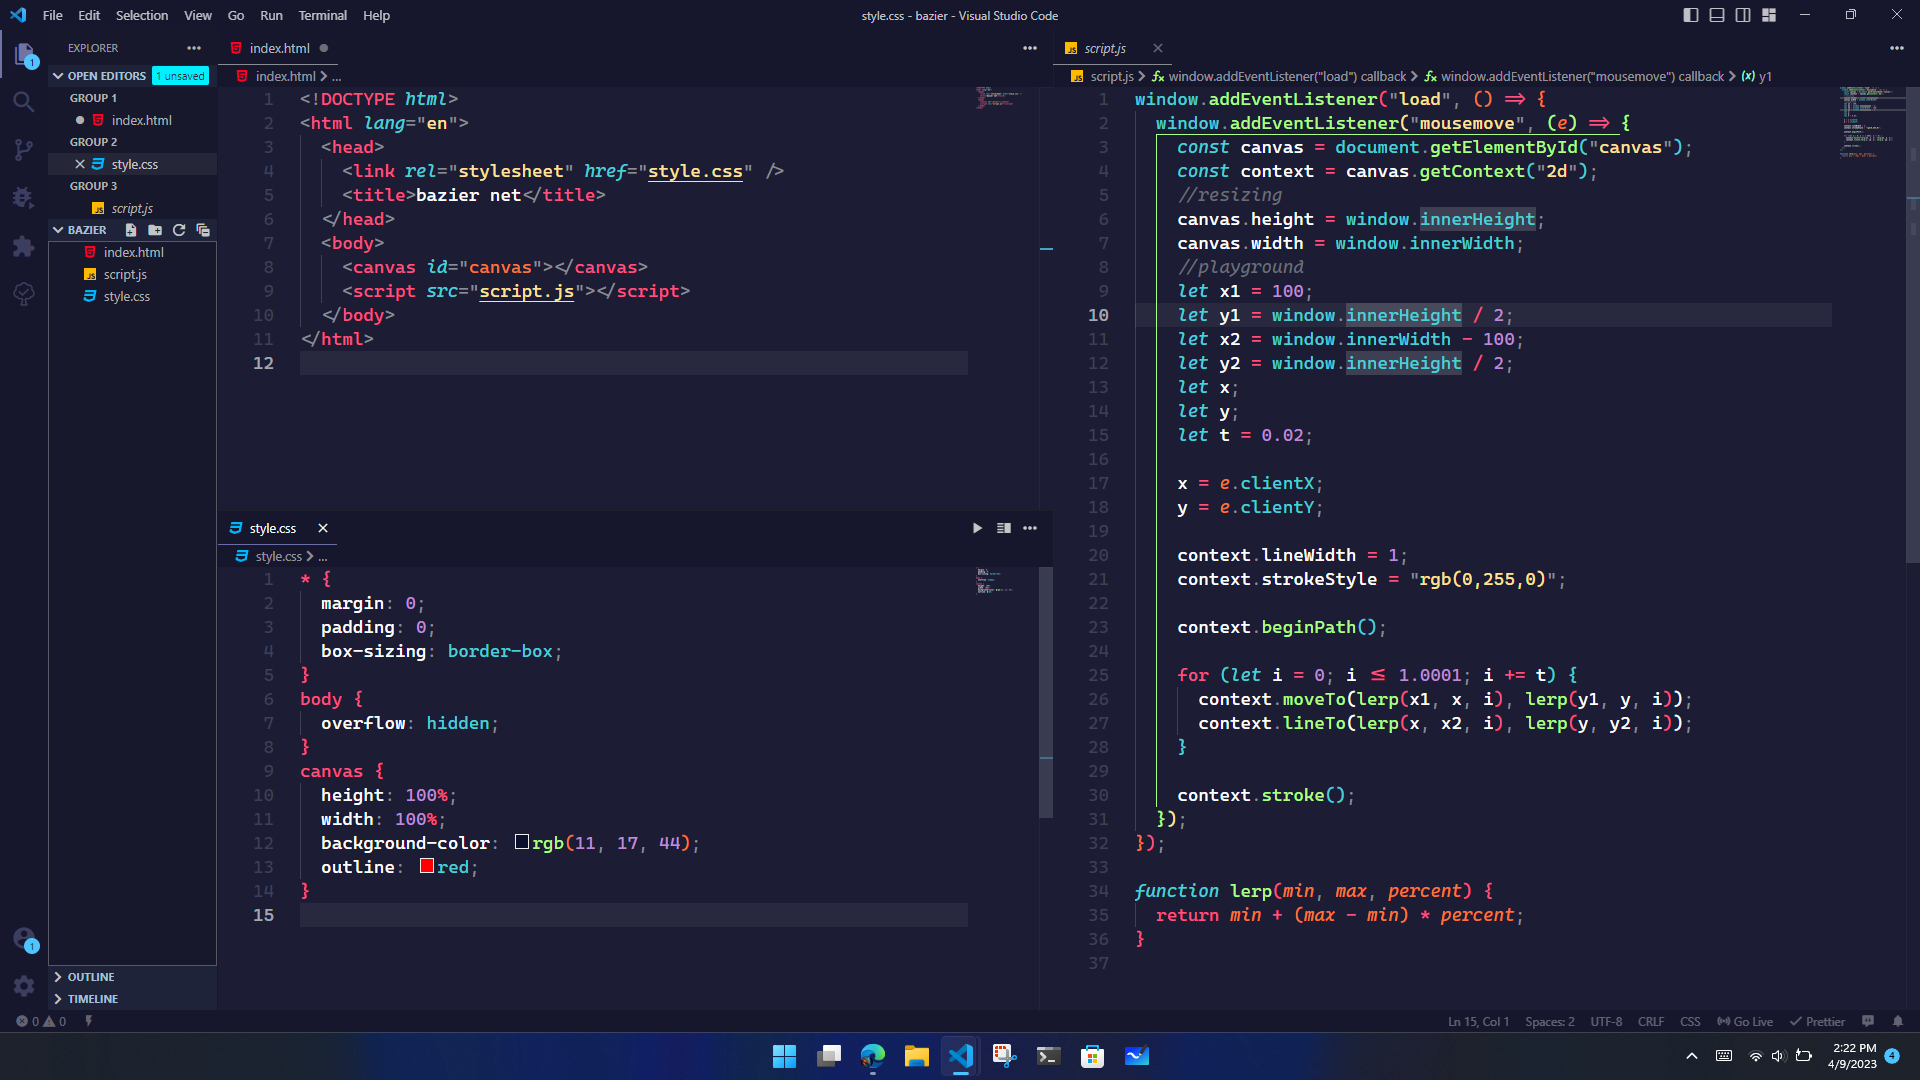 File Edit Selection View Go Run Terminal Help
style.css - bazier - Visual Studio Code
EXPLORER
OPEN EDITORS 1 unsaved
GROUP 1
index.html
GROUP 2
style.css
GROUP 3
script.js
BAZIER
index.html
script.js
style.css
OUTLINE
TIMELINE
index.html
index.html > ...
1 <!DOCTYPE html>
2 <html lang="en">
3 <head>
4 <link rel="stylesheet" href="style.css" />
5 <title>bazier net</title>
6 </head>
7 <body>
8 <canvas id="canvas"></canvas>
9 <script src="script.js"></script>
10 </body>
11 </html>
12
style.css
style.css > ...
1 * {
2 margin: 0;
3 padding: 0;
4 box-sizing: border-box;
5 }
6 body {
7 overflow: hidden;
8 }
9 canvas {
10 height: 100%;
11 width: 100%;
12 background-color: rgb(11, 17, 44);
13 outline: red;
14 }
15
script.js
script.js > window.addEventListener("load") callback > window.addEventListener("mousemove") callback > y1
1 window.addEventListener("load", () => {
2 window.addEventListener("mousemove", (e) => {
3 const canvas = document.getElementById("canvas");
4 const context = canvas.getContext("2d");
5 //resizing
6 canvas.height = window.innerHeight;
7 canvas.width = window.innerWidth;
8 //playground
9 let x1 = 100;
10 let y1 = window.innerHeight / 2;
11 let x2 = window.innerWidth - 100;
12 let y2 = window.innerHeight / 2;
13 let x;
14 let y;
15 let t = 0.02;
16
17 x = e.clientX;
18 y = e.clientY;
19
20 context.lineWidth = 1;
21 context.strokeStyle = "rgb(0,255,0)";
22
23 context.beginPath();
24
25 for (let i = 0; i <= 1.0001; i += t) {
26 context.moveTo(lerp(x1, x, i), lerp(y1, y, i));
27 context.lineTo(lerp(x, x2, i), lerp(y, y2, i));
28 }
29
30 context.stroke();
31 });
32 });
33
34 function lerp(min, max, percent) {
35 return min + (max - min) * percent;
36 }
37
0 0
Ln 15, Col 1 Spaces: 2 UTF-8 CRLF CSS Go Live Prettier
2:22 PM
4/9/2023
4